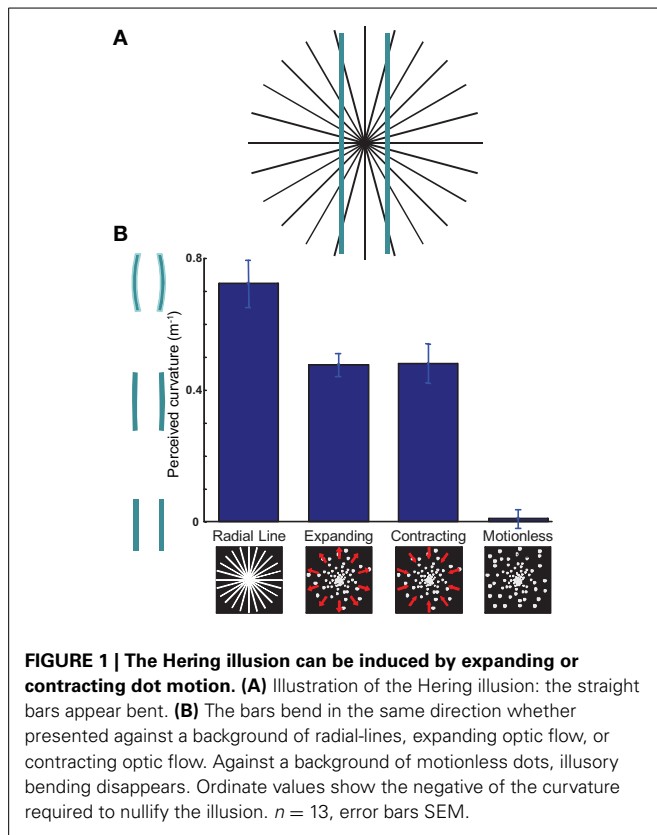 A
B
0.8
0.4
0
Perceived curvature (m⁻¹)
Radial Line Expanding Contracting Motionless
FIGURE 1 | The Hering illusion can be induced by expanding or
contracting dot motion. (A) Illustration of the Hering illusion: the straight
bars appear bent. (B) The bars bend in the same direction whether
presented against a background of radial-lines, expanding optic flow, or
contracting optic flow. Against a background of motionless dots, illusory
bending disappears. Ordinate values show the negative of the curvature
required to nullify the illusion. n = 13, error bars SEM.